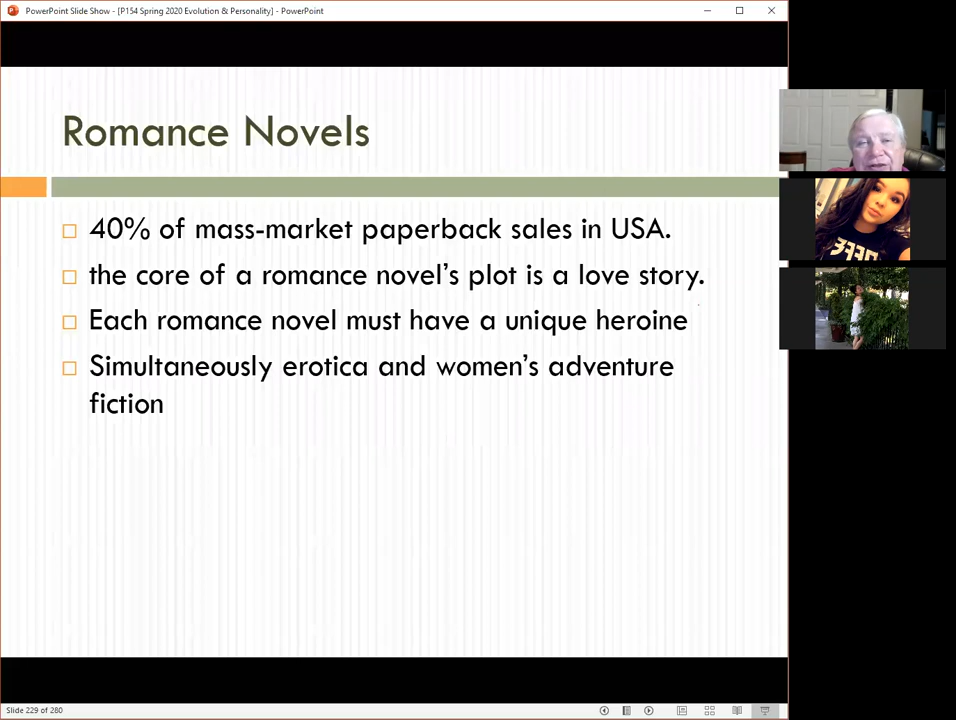 PowerPoint Slide Show - [P154 Spring 2020 Evolution & Personality] - PowerPoint
Romance Novels
40% of mass-market paperback sales in USA.
the core of a romance novel's plot is a love story.
Each romance novel must have a unique heroine
Simultaneously erotica and women's adventure
fiction
Slide 229 of 280